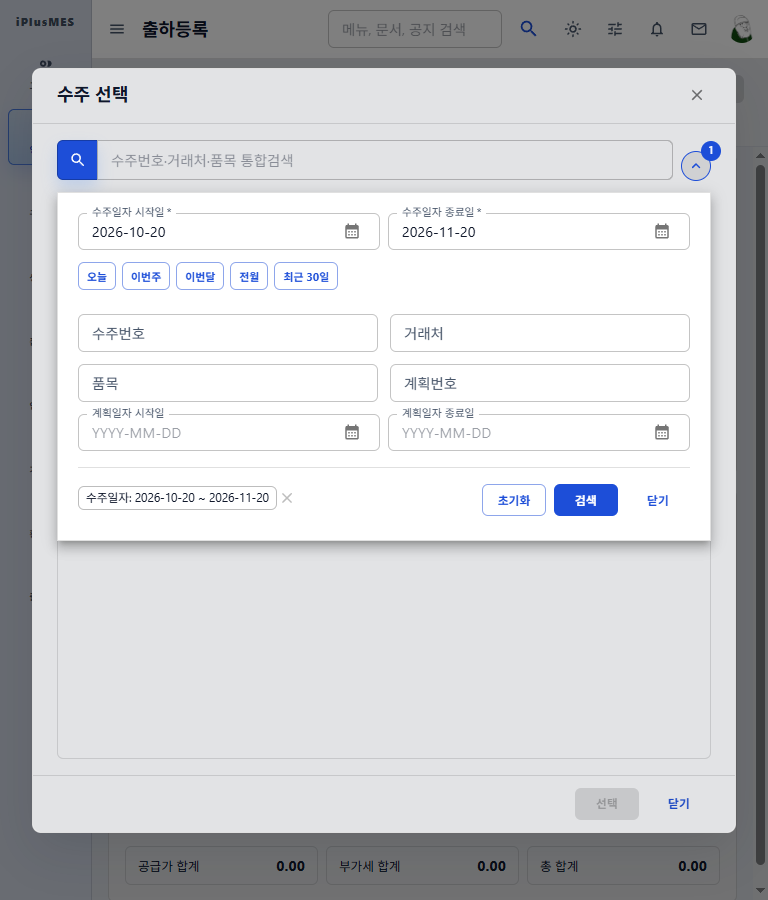 iPlusMES
출하등록
메뉴, 문서, 공지 검색
수주 선택
수주번호·거래처·품목 통합검색
1
수주일자 시작일 *
수주일자 종료일 *
2026-10-20
2026-11-20
오늘
이번주
이번달
전월
최근 30일
수주번호
거래처
품목
계획번호
계획일자 시작일
계획일자 종료일
YYYY-MM-DD
YYYY-MM-DD
수주일자: 2026-10-20 ~ 2026-11-20
초기화
검색
닫기
선택
닫기
공급가 합계
0.00
부가세 합계
0.00
총 합계
0.00